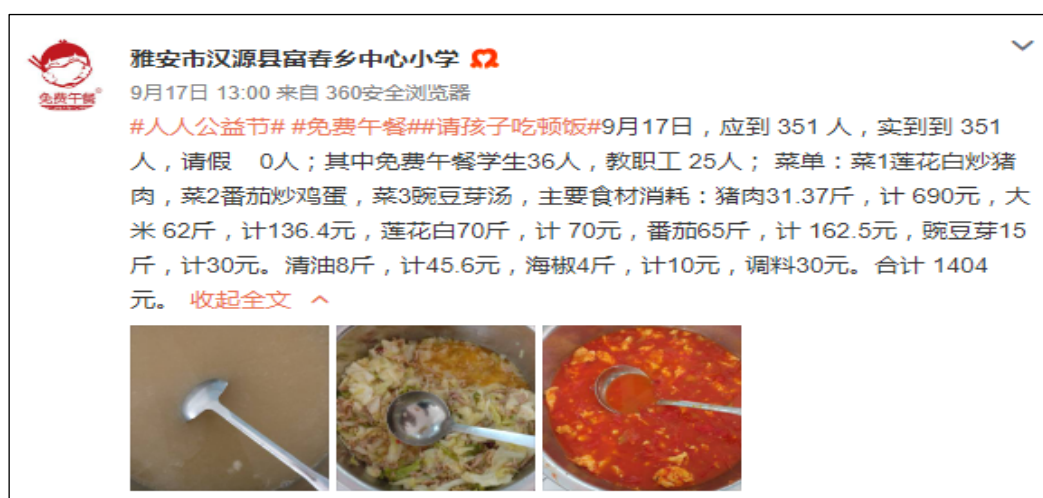 雅安市汉源县富春乡中心小学
免费午餐®
9月17日 13:00 来自 360安全浏览器
#人人公益节# #免费午餐##请孩子吃顿饭#9月17日，应到 351 人，实到到 351
人，请假 0人；其中免费午餐学生36人，教职工 25人； 菜单：菜1莲花白炒猪
肉，菜2番茄炒鸡蛋，菜3豌豆芽汤，主要食材消耗：猪肉31.37斤，计 690元，大
米 62斤，计136.4元，莲花白70斤，计 70元，番茄65斤，计 162.5元，豌豆芽15
斤，计30元。清油8斤，计45.6元，海椒4斤，计10元，调料30元。合计 1404
元。 收起全文